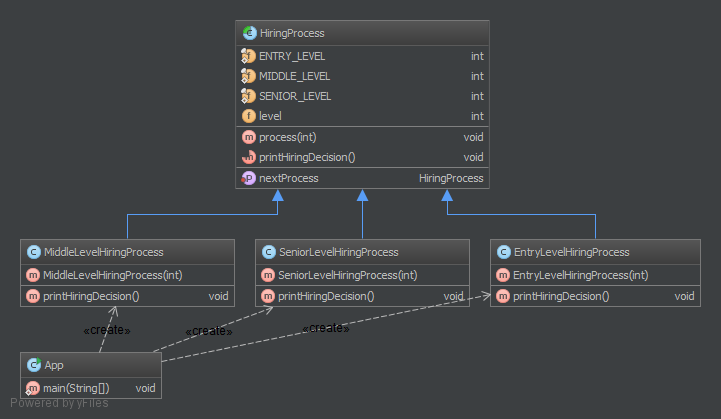 HiringProcess
ENTRY_LEVEL int
MIDDLE_LEVEL int
SENIOR_LEVEL int
level int
process(int) void
printHiringDecision() void
nextProcess HiringProcess
MiddleLevelHiringProcess
MiddleLevelHiringProcess(int)
printHiringDecision() void
SeniorLevelHiringProcess
SeniorLevelHiringProcess(int)
printHiringDecision() void
EntryLevelHiringProcess
EntryLevelHiringProcess(int)
printHiringDecision() void
«create»
«create»
«create»
App
main(String[]) void
Powered by yFiles